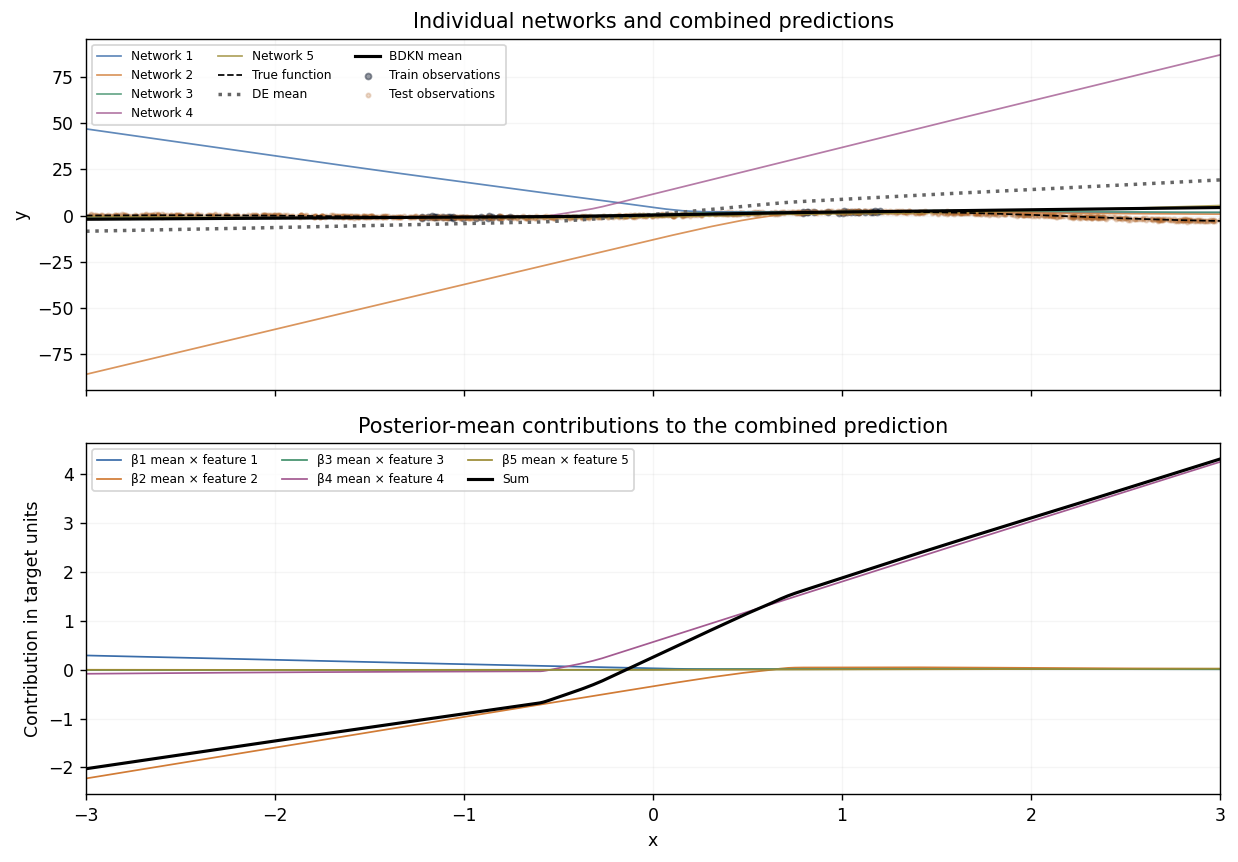 Individual networks and combined predictions
Network 1
Network 2
Network 3
Network 4
Network 5
True function
DE mean
BDKN mean
Train observations
Test observations
75
50
25
0
−25
−50
−75
y
Posterior-mean contributions to the combined prediction
β1 mean × feature 1
β2 mean × feature 2
β3 mean × feature 3
β4 mean × feature 4
β5 mean × feature 5
Sum
4
3
2
1
0
−1
−2
Contribution in target units
−3
−2
−1
0
1
2
3
x